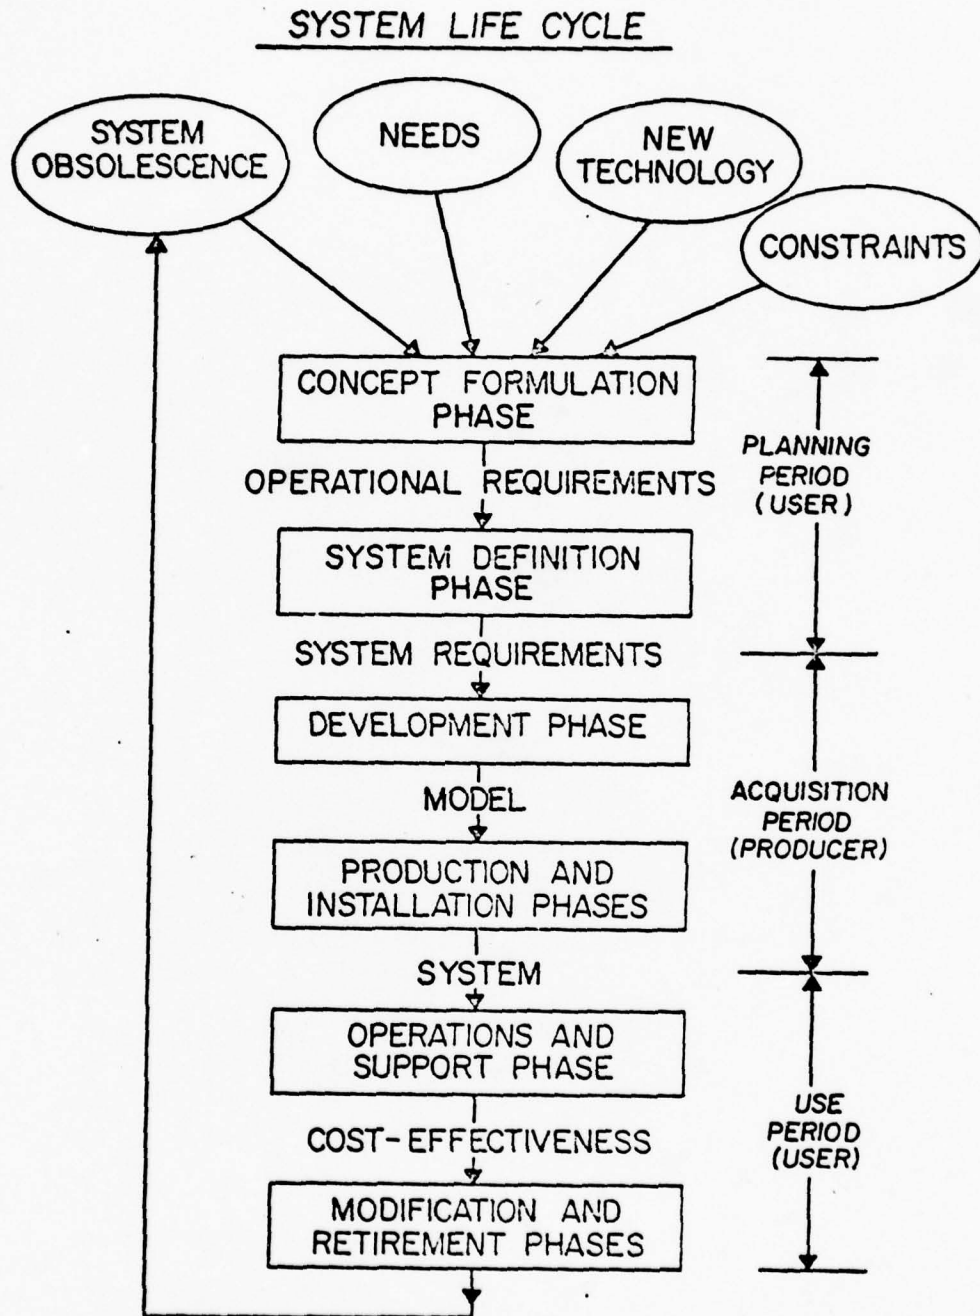 SYSTEM LIFE CYCLE
SYSTEM
OBSOLESCENCE
NEEDS
NEW
TECHNOLOGY
CONSTRAINTS
CONCEPT FORMULATION
PHASE
PLANNING
PERIOD
(USER)
OPERATIONAL REQUIREMENTS
SYSTEM DEFINITION
PHASE
SYSTEM REQUIREMENTS
DEVELOPMENT PHASE
MODEL
ACQUISITION
PERIOD
(PRODUCER)
PRODUCTION AND
INSTALLATION PHASES
SYSTEM
OPERATIONS AND
SUPPORT PHASE
USE
PERIOD
(USER)
COST-EFFECTIVENESS
MODIFICATION AND
RETIREMENT PHASES